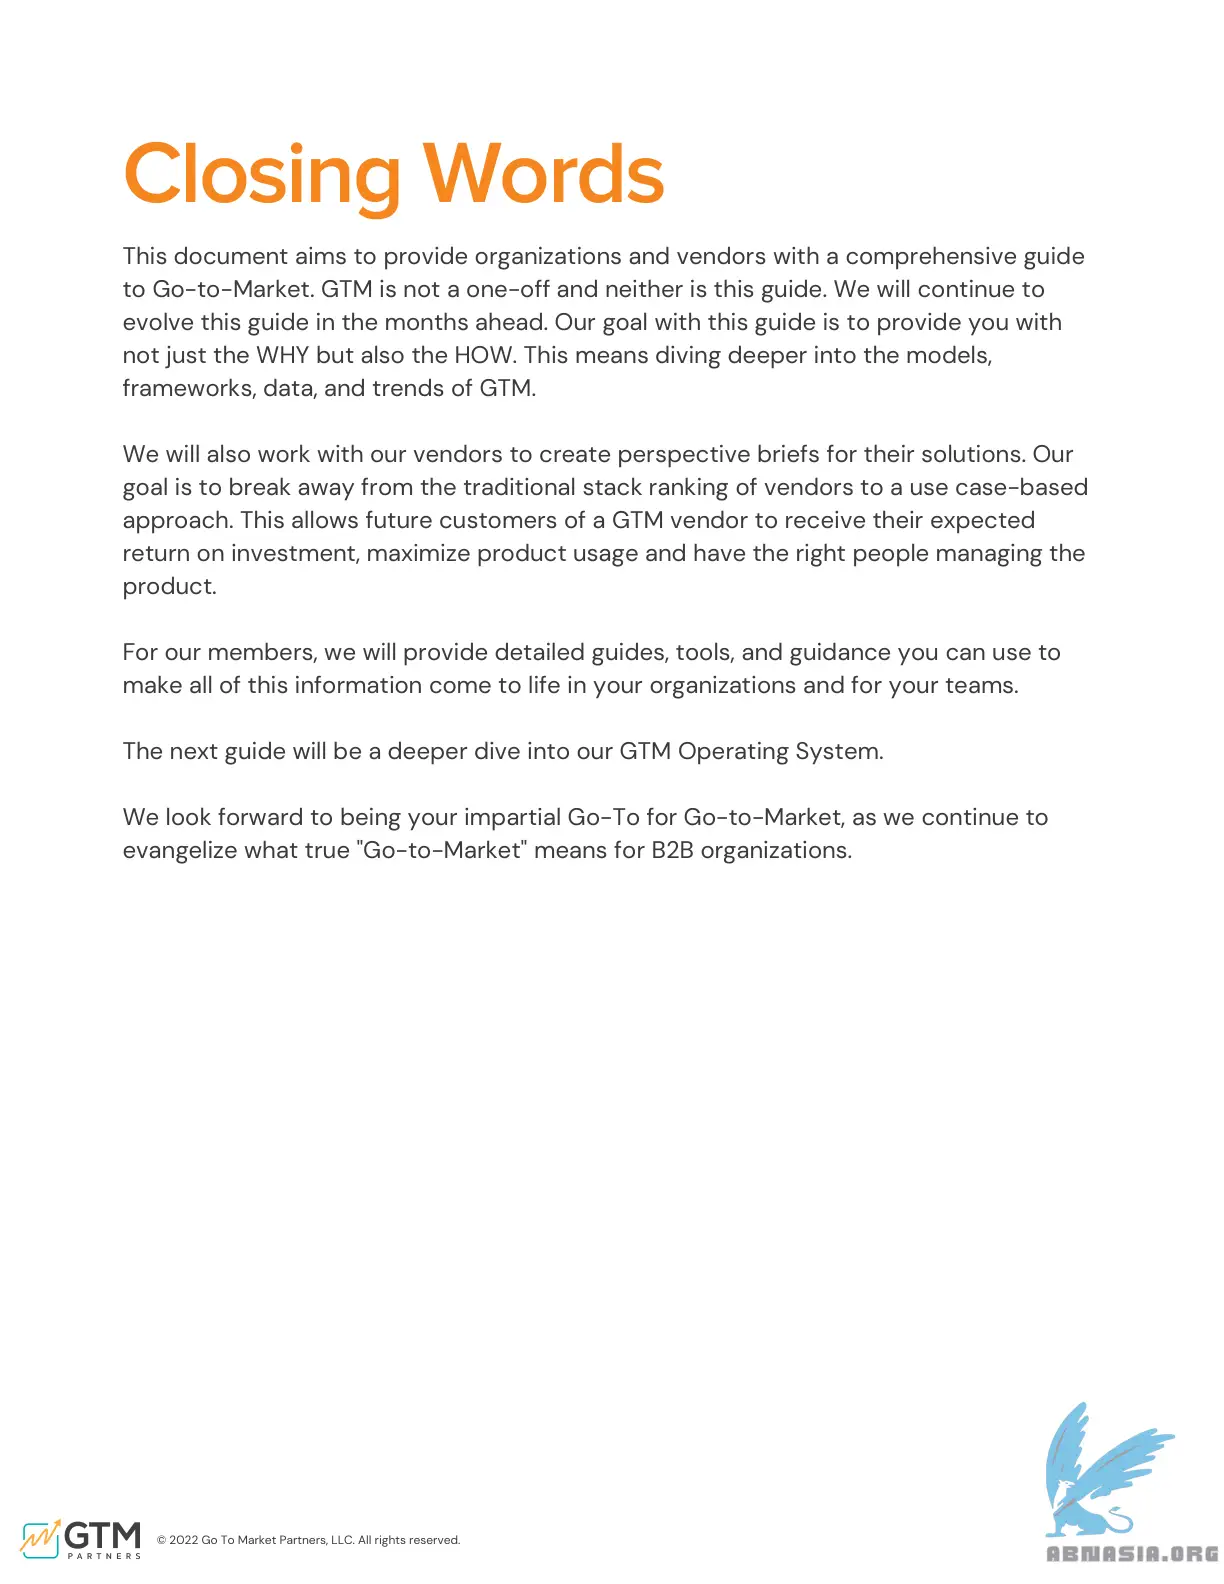 Closing Words
This document aims to provide organizations and vendors with a comprehensive guide
to Go-to-Market. GTM is not a one-off and neither is this guide. We will continue to
evolve this guide in the months ahead. Our goal with this guide is to provide you with
not just the WHY but also the HOW. This means diving deeper into the models,
frameworks, data, and trends of GTM.
We will also work with our vendors to create perspective briefs for their solutions. Our
goal is to break away from the traditional stack ranking of vendors to a use case-based
approach. This allows future customers of a GTM vendor to receive their expected
return on investment, maximize product usage and have the right people managing the
product.
For our members, we will provide detailed guides, tools, and guidance you can use to
make all of this information come to life in your organizations and for your teams.
The next guide will be a deeper dive into our GTM Operating System.
We look forward to being your impartial Go-To for Go-to-Market, as we continue to
evangelize what true "Go-to-Market" means for B2B organizations.
GTM
PARTNERS
© 2022 Go To Market Partners, LLC. All rights reserved.
ABNASIA.ORG